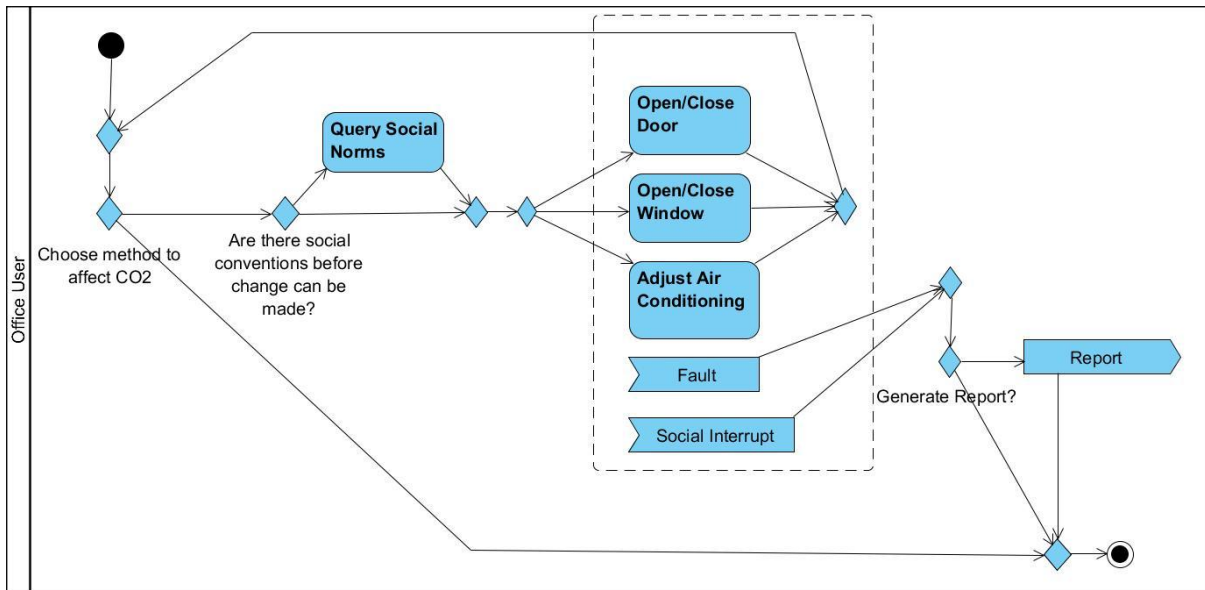 Office User
Choose method to
affect CO2
Query Social
Norms
Are there social
conventions before
change can be
made?
Open/Close
Door
Open/Close
Window
Adjust Air
Conditioning
Fault
Social Interrupt
Generate Report?
Report